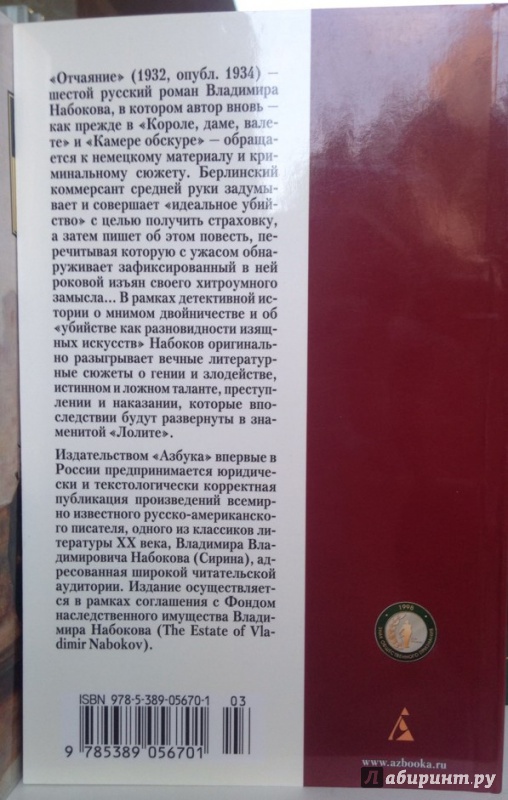 «Отчаяние» (1932, опубл. 1934) —
шестой русский роман Владимира
Набокова, в котором автор вновь —
как прежде в «Короле, даме, вале-
те» и «Камере обскуре» — обраща-
ется к немецкому материалу и кри-
минальному сюжету. Берлинский
коммерсант средней руки задумы-
вает и совершает «идеальное убий-
ство» с целью получить страховку,
а затем пишет об этом повесть, пе-
речитывая которую с ужасом обна-
руживает зафиксированный в ней
роковой изъян своего хитроумного
замысла... В рамках детективной ис-
тории о мнимом двойничестве и об
«убийстве как разновидности изящ-
ных искусств» Набоков оригиналь-
но разыгрывает вечные литератур-
ные сюжеты о гении и злодействе,
истинном и ложном таланте, преступ-
лении и наказании, которые впо-
следствии будут развернуты в зна-
менитой «Лолите».
Издательством «Азбука» впервые в
России предпринимается юридиче-
ски и текстологически корректная
публикация произведений всемир-
но известного русско-американско-
го писателя, одного из классиков ли-
тературы XX века, Владимира Вла-
димировича Набокова (Сирина), ад-
ресованная широкой читательской
аудитории. Издание осуществляет-
ся в рамках соглашения с Фондом
наследственного имущества Влади-
мира Набокова (The Estate of Vla-
dimir Nabokov).
ISBN 978-5-389-05670-1 03
9 785389 056701
1998
www.azbooka.ru
Лабиринт.ру